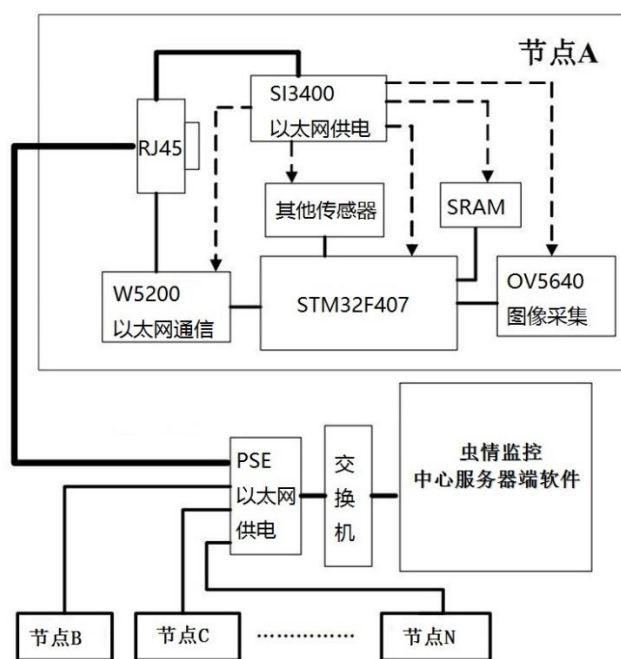 节点A
SI3400
以太网供电
RJ45
其他传感器
SRAM
W5200
以太网通信
STM32F407
OV5640
图像采集
PSE
以太网
供电
交
换
机
虫情监控
中心服务器端软件
节点B
节点C
………………
节点N